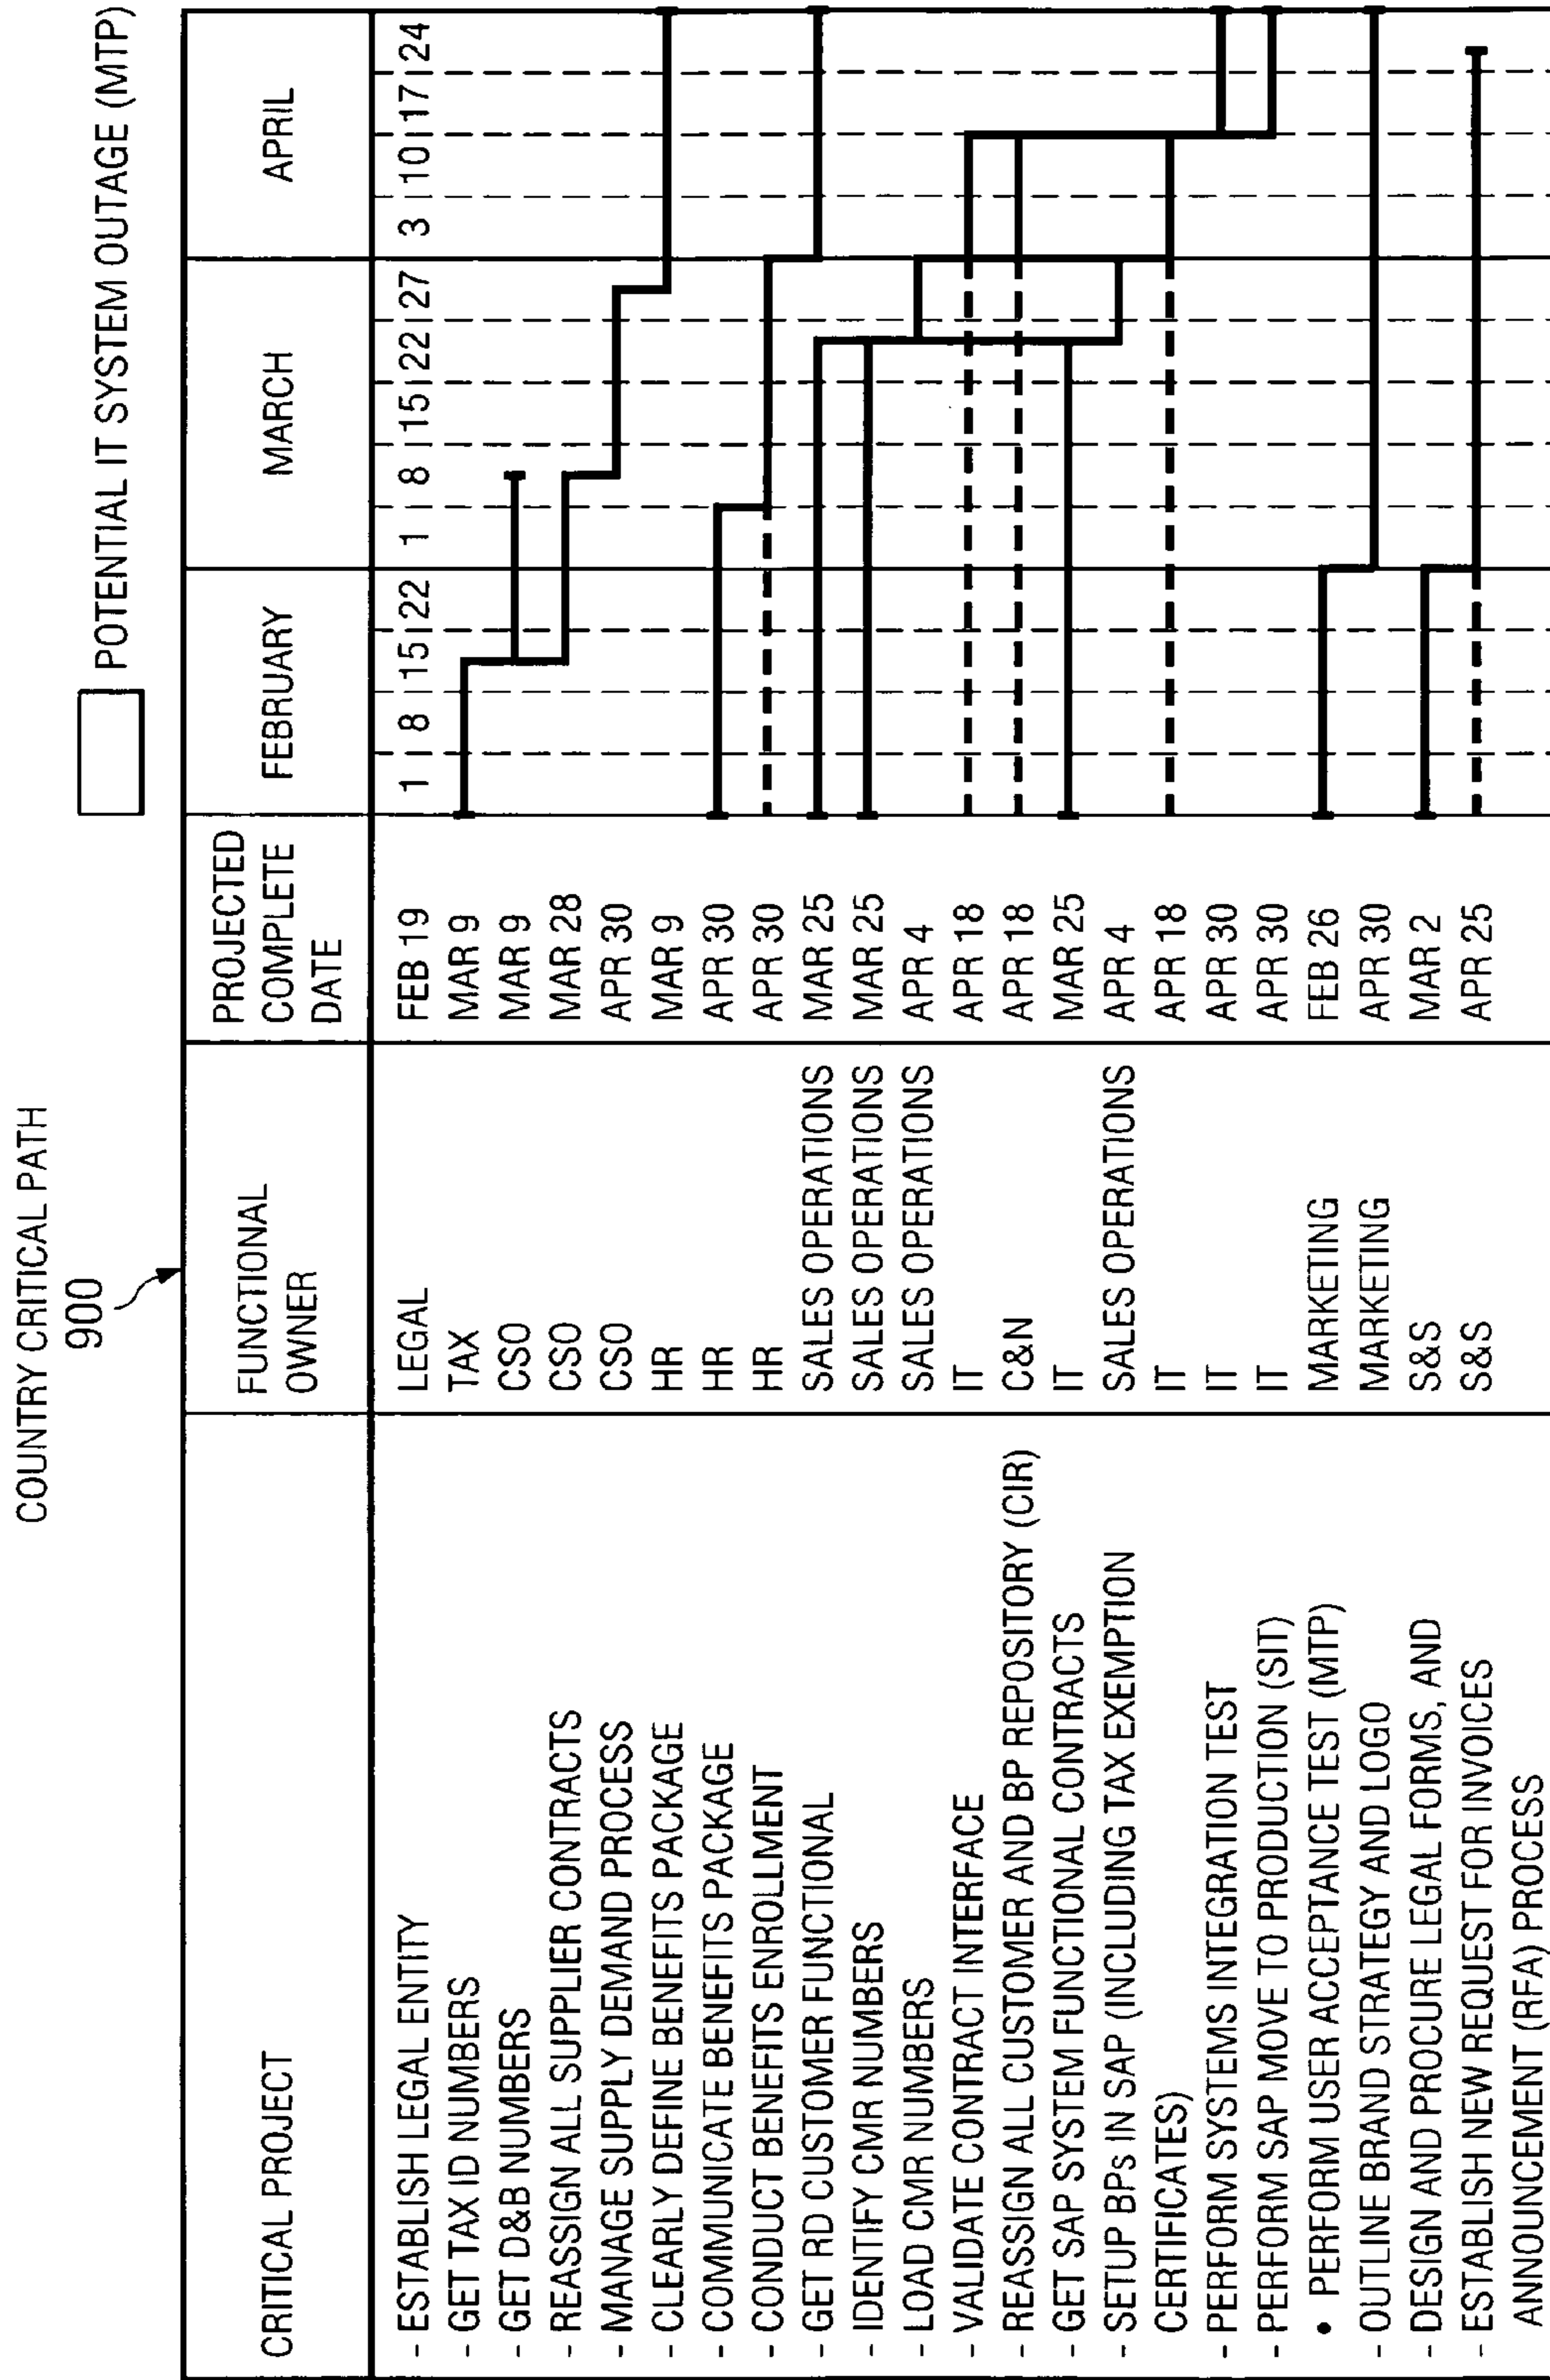 COUNTRY CRITICAL PATH
900
POTENTIAL IT SYSTEM OUTAGE (MTP)
CRITICAL PROJECT FUNCTIONAL OWNER PROJECTED COMPLETE DATE FEBRUARY MARCH APRIL
1 8 15 22 1 8 15 22 27 3 10 17 24
- ESTABLISH LEGAL ENTITY LEGAL FEB 19
- GET TAX ID NUMBERS TAX MAR 9
- GET D&B NUMBERS CSO MAR 9
- REASSIGN ALL SUPPLIER CONTRACTS CSO MAR 28
- MANAGE SUPPLY DEMAND PROCESS CSO APR 30
- CLEARLY DEFINE BENEFITS PACKAGE HR MAR 9
- COMMUNICATE BENEFITS PACKAGE HR APR 30
- CONDUCT BENEFITS ENROLLMENT HR APR 30
- GET RD CUSTOMER FUNCTIONAL SALES OPERATIONS MAR 25
- IDENTIFY CMR NUMBERS SALES OPERATIONS MAR 25
- LOAD CMR NUMBERS SALES OPERATIONS APR 4
- VALIDATE CONTRACT INTERFACE IT APR 18
- REASSIGN ALL CUSTOMER AND BP REPOSITORY (CIR) C&N APR 18
- GET SAP SYSTEM FUNCTIONAL CONTRACTS IT MAR 25
- SETUP BPs IN SAP (INCLUDING TAX EXEMPTION SALES OPERATIONS APR 4
CERTIFICATES) IT APR 18
- PERFORM SYSTEMS INTEGRATION TEST IT APR 30
- PERFORM SAP MOVE TO PRODUCTION (SIT) IT APR 30
• PERFORM USER ACCEPTANCE TEST (MTP) MARKETING FEB 26
- OUTLINE BRAND STRATEGY AND LOGO MARKETING APR 30
- DESIGN AND PROCURE LEGAL FORMS, AND S&S MAR 2
- ESTABLISH NEW REQUEST FOR INVOICES S&S APR 25
ANNOUNCEMENT (RFA) PROCESS